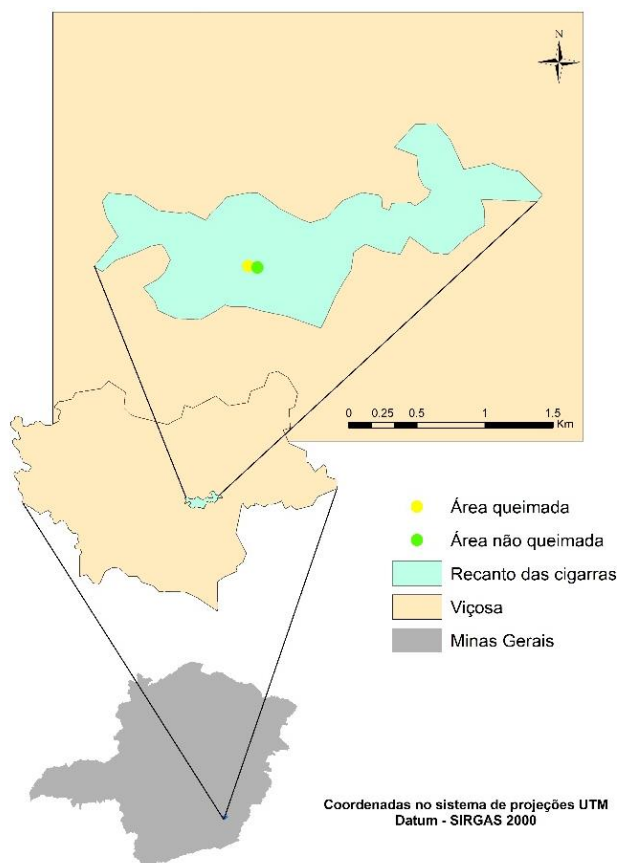 N
0 0.25 0.5 1 1.5
Km
Área queimada
Área não queimada
Recanto das cigarras
Viçosa
Minas Gerais
Coordenadas no sistema de projeções UTM
Datum - SIRGAS 2000